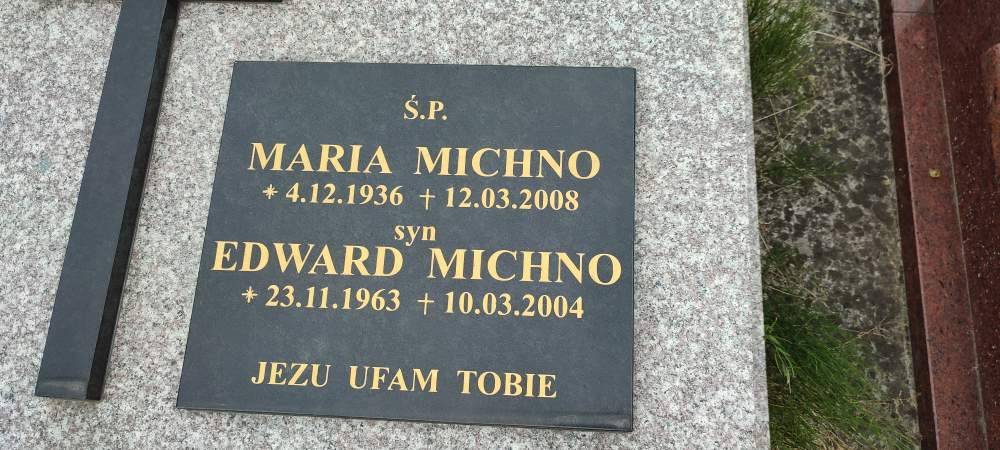 Ś.P.
MARIA MICHNO
* 4.12.1936 † 12.03.2008
syn
EDWARD MICHNO
* 23.11.1963 † 10.03.2004
JEZU UFAM TOBIE